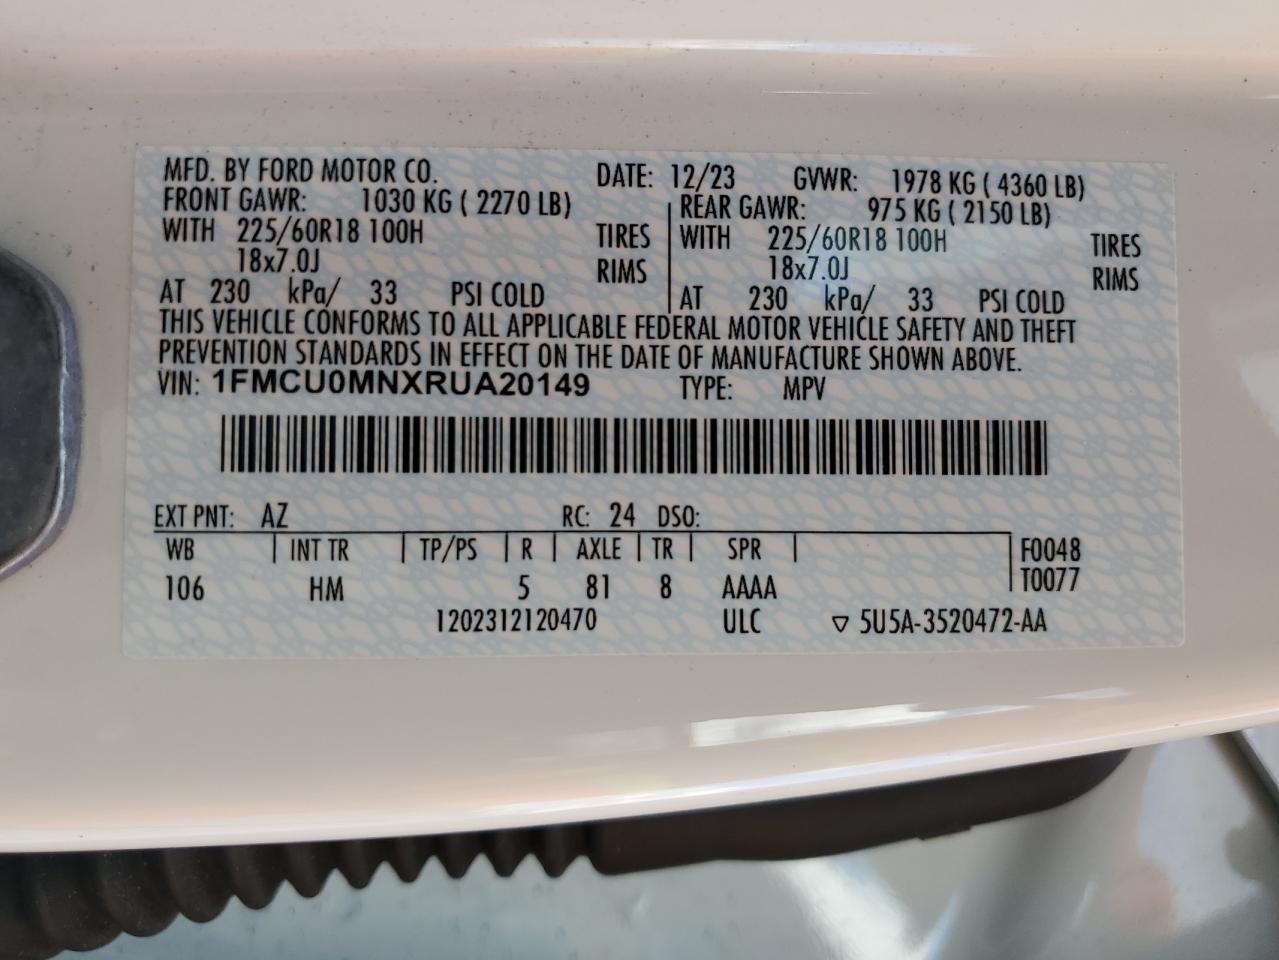 MFD. BY FORD MOTOR CO. DATE: 12/23 GVWR: 1978 KG ( 4360 LB)
FRONT GAWR: 1030 KG ( 2270 LB) REAR GAWR: 975 KG ( 2150 LB)
WITH 225/60R18 100H TIRES WITH 225/60R18 100H TIRES
18x7.0J RIMS 18x7.0J RIMS
AT 230 kPa/ 33 PSI COLD AT 230 kPa/ 33 PSI COLD
THIS VEHICLE CONFORMS TO ALL APPLICABLE FEDERAL MOTOR VEHICLE SAFETY AND THEFT
PREVENTION STANDARDS IN EFFECT ON THE DATE OF MANUFACTURE SHOWN ABOVE.
VIN: 1FMCU0MNXRUA20149 TYPE: MPV
EXT PNT: AZ RC: 24 DSO:
WB INT TR TP/PS R AXLE TR SPR F0048
106 HM 5 81 8 AAAA T0077
1202312120470 ULC ▽ 5U5A-3520472-AA